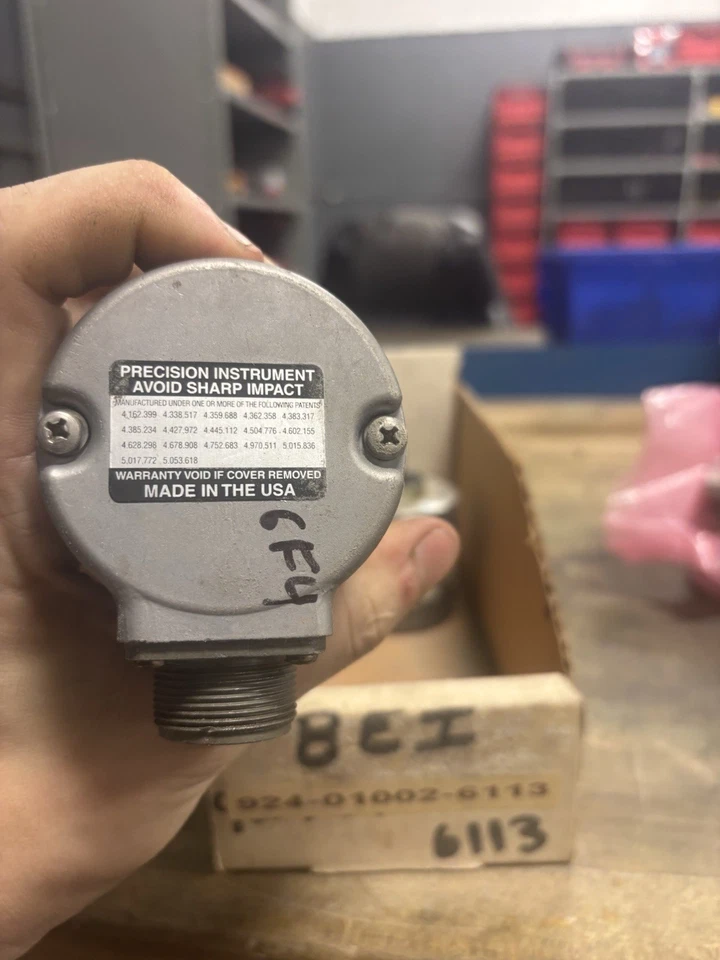 PRECISION INSTRUMENT
AVOID SHARP IMPACT
MANUFACTURED UNDER ONE OR MORE OF THE FOLLOWING PATENTS
4,162.399 4.338.517 4.359.688 4.362.358 4.383.317
4.385.234 4.427.972 4.445.112 4.504.776 4.602.155
4.628.298 4.678.908 4.752.683 4.970.511 5.015.836
5.017.772 5.053.618
WARRANTY VOID IF COVER REMOVED
MADE IN THE USA
6F4
BEI
924-01002-6113
6113